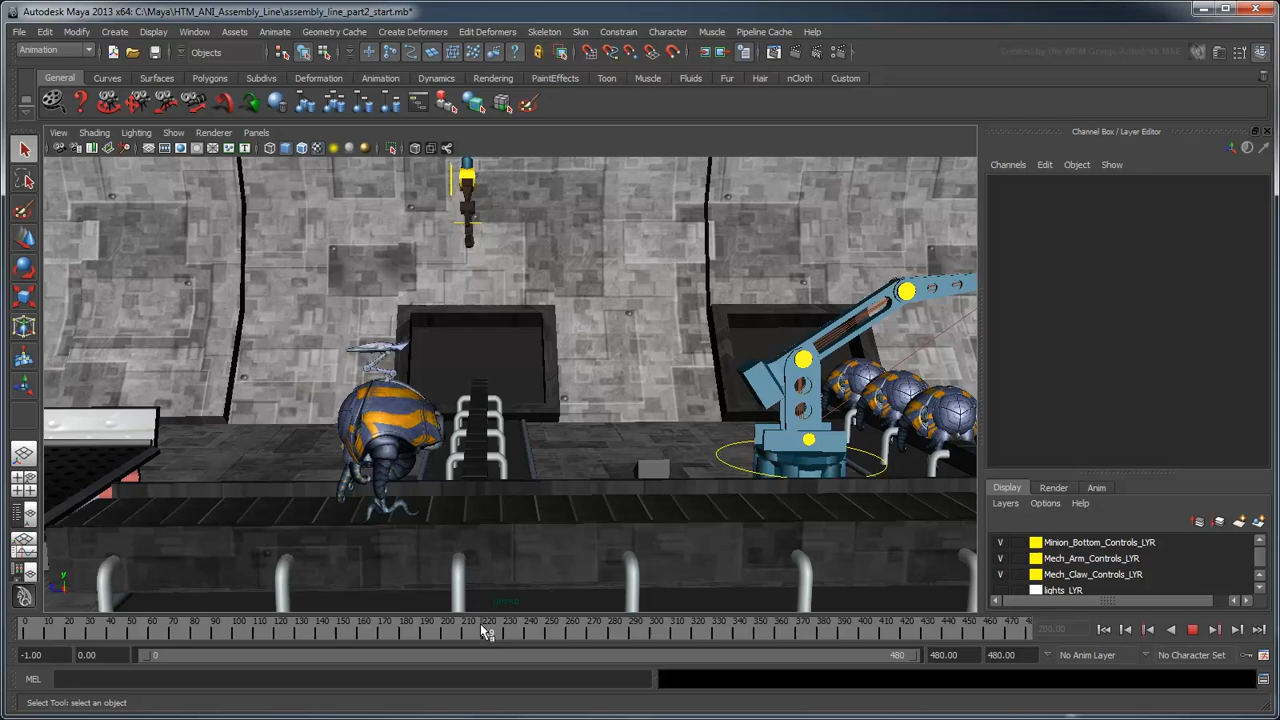 Autodesk Maya 2013 x64: C:\Maya\HTM_ANI_Assembly_Line\assembly_line_part2_start.mb*
File Edit Modify Create Display Window Assets Animate Geometry Cache Create Deformers Edit Deformers Skeleton Skin Constrain Character Muscle Pipeline Cache Help
Animation Objects
General Curves Surfaces Polygons Subdivs Deformation Animation Dynamics Rendering PaintEffects Toon Muscle Fluids Fur Hair nCloth Custom
View Shading Lighting Show Renderer Panels
Channel Box / Layer Editor
Channels Edit Object Show
Display Render Anim
Layers Options Help
V Minion_Bottom_Controls_LYR
V Mech_Arm_Controls_LYR
V Mech_Claw_Controls_LYR
lights_LYR
y
persp
0 10 20 30 40 50 60 70 80 90 100 110 120 130 140 150 160 170 180 190 200 210 220 230 240 250 260 270 280 290 300 310 320 330 340 350 360 370 380 390 400 410 420 430 440 450 460 470 200.00
-1.00 0.00 0 480 480.00 480.00 No Anim Layer No Character Set
MEL
Select Tool: select an object